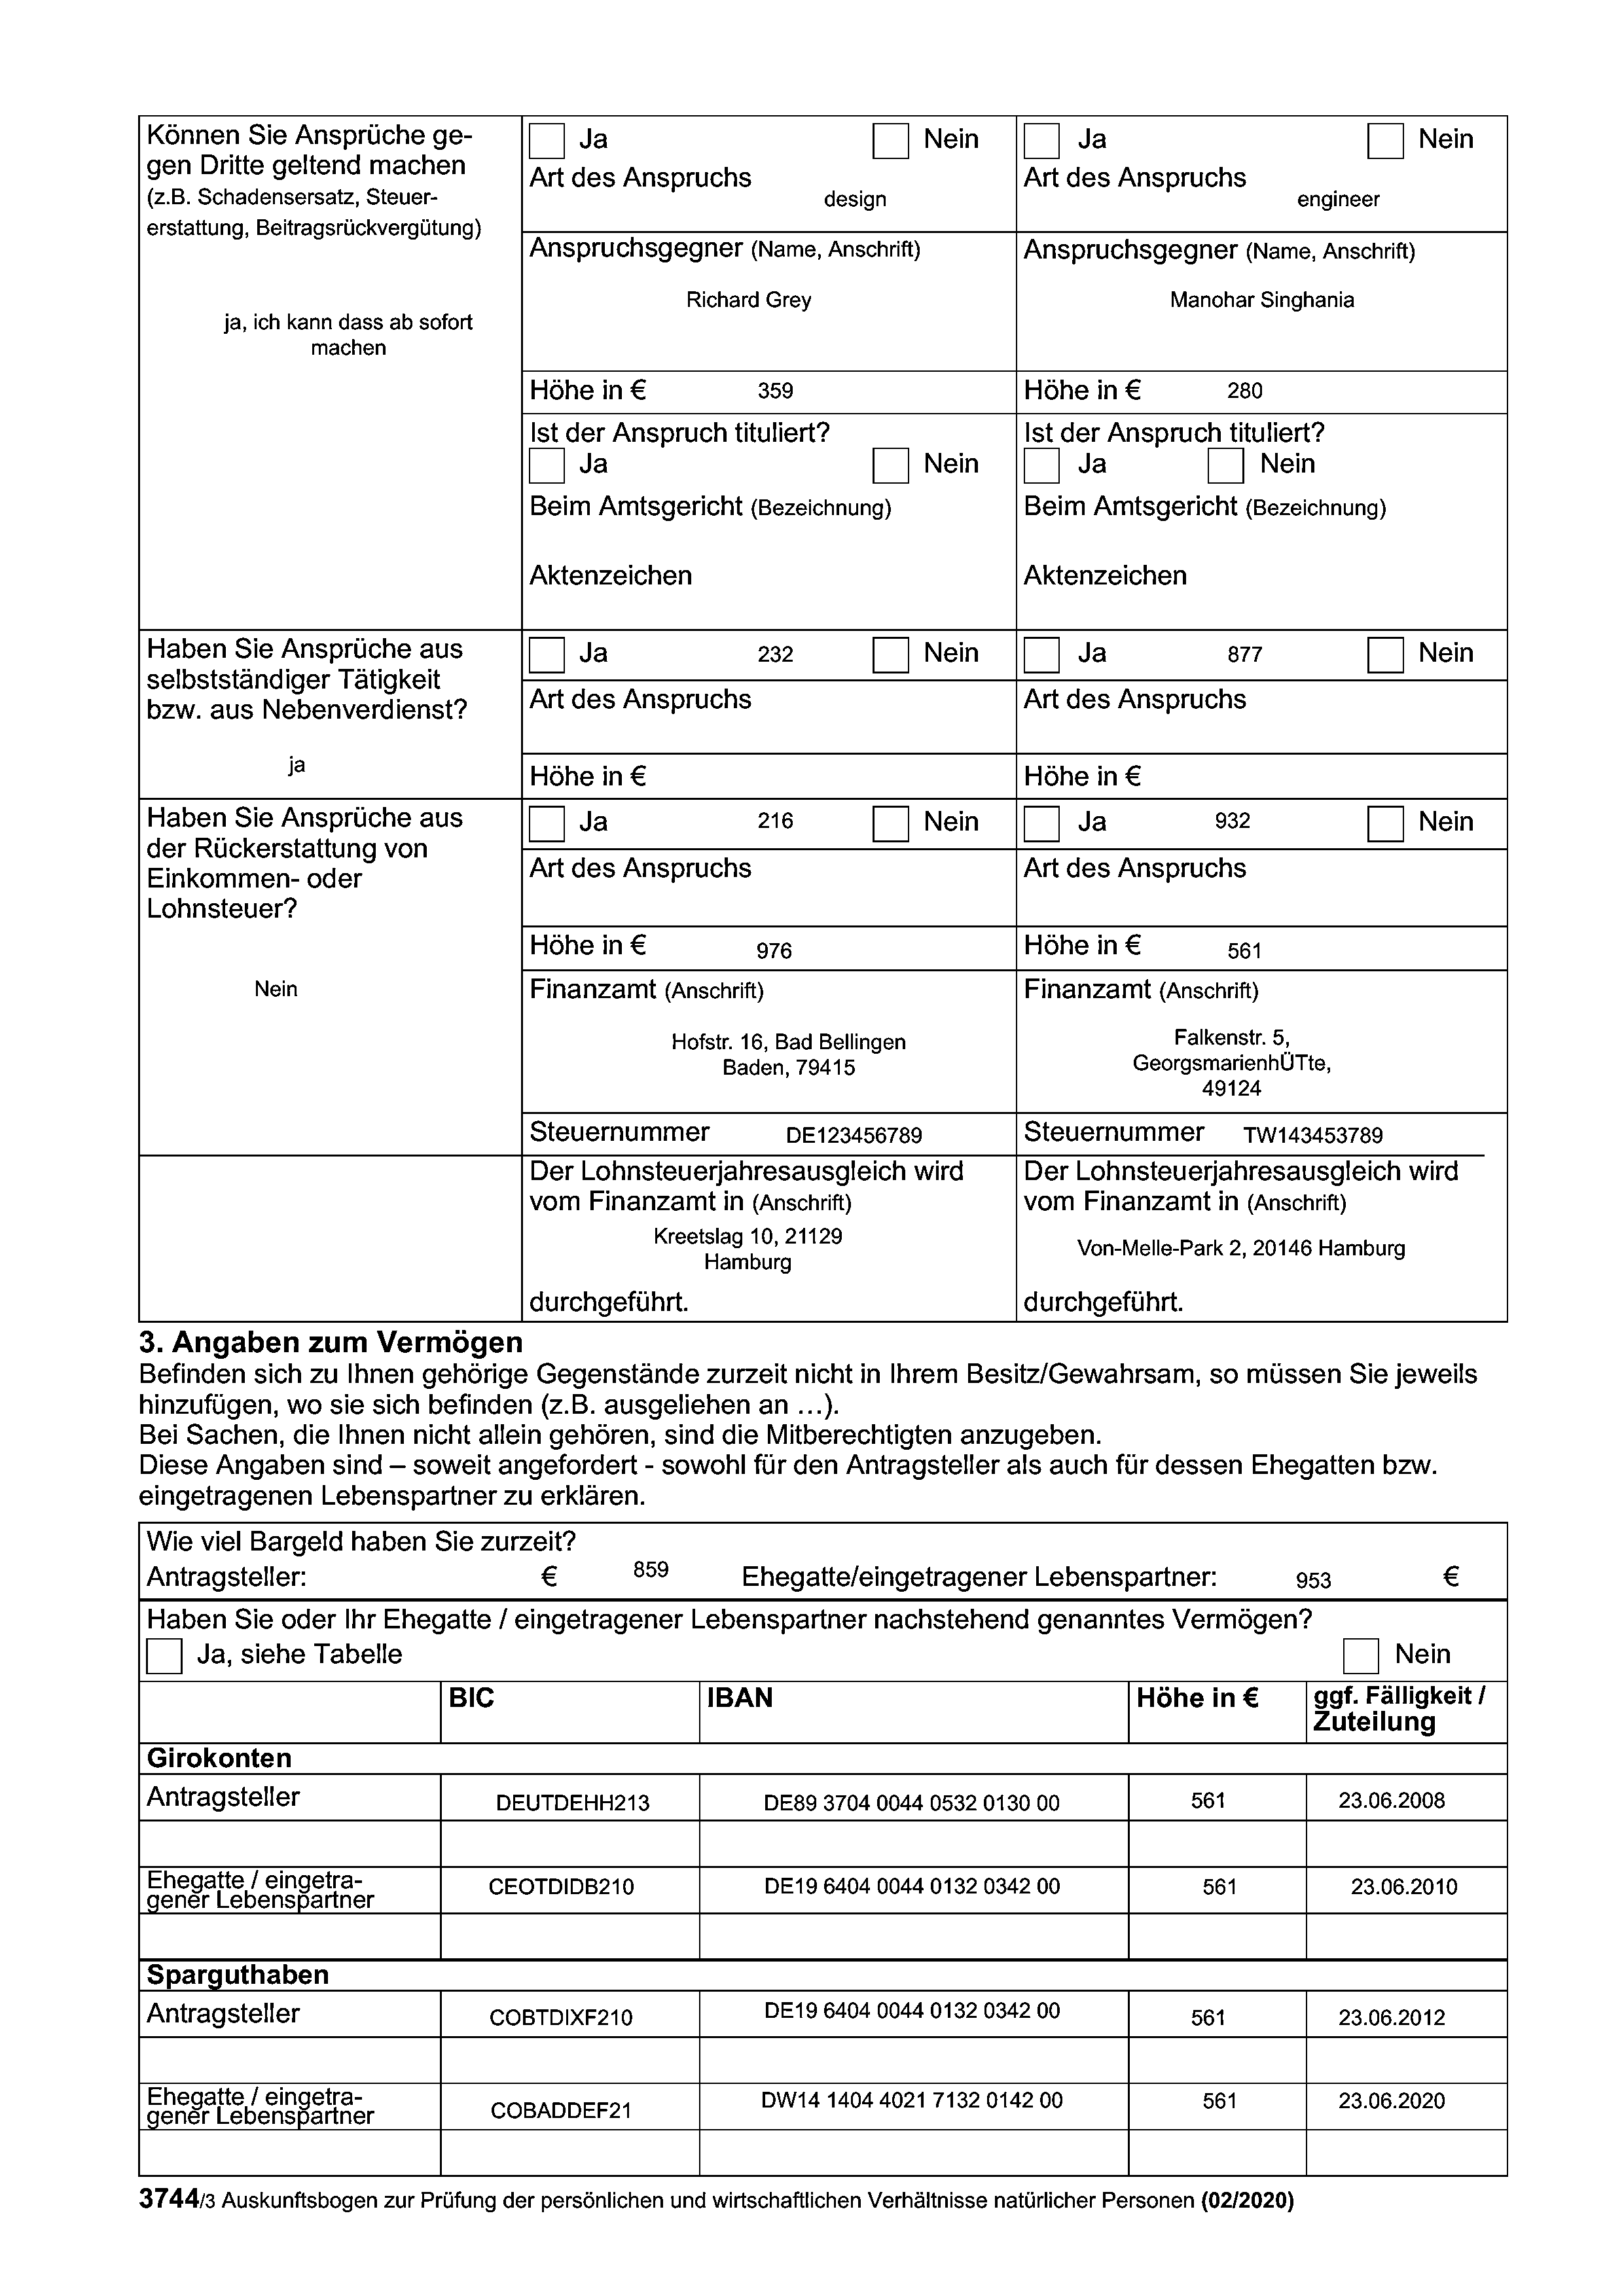 Können Sie Ansprüche ge-
gen Dritte geltend machen
(z.B. Schadensersatz, Steuer-
erstattung, Beitragsrückvergütung)
ja, ich kann dass ab sofort
machen
Ja Nein
Art des Anspruchs
design
Anspruchsgegner (Name, Anschrift)
Richard Grey
Höhe in € 359
Ist der Anspruch tituliert?
Ja Nein
Beim Amtsgericht (Bezeichnung)
Aktenzeichen
Ja Nein
Art des Anspruchs
engineer
Anspruchsgegner (Name, Anschrift)
Manohar Singhania
Höhe in € 280
Ist der Anspruch tituliert?
Ja Nein
Beim Amtsgericht (Bezeichnung)
Aktenzeichen
Haben Sie Ansprüche aus
selbstständiger Tätigkeit
bzw. aus Nebenverdienst?
ja
Ja 232 Nein
Art des Anspruchs
Höhe in €
Ja 877 Nein
Art des Anspruchs
Höhe in €
Haben Sie Ansprüche aus
der Rückerstattung von
Einkommen- oder
Lohnsteuer?
Nein
Ja 216 Nein
Art des Anspruchs
Höhe in € 976
Finanzamt (Anschrift)
Hofstr. 16, Bad Bellingen
Baden, 79415
Steuernummer DE123456789
Ja 932 Nein
Art des Anspruchs
Höhe in € 561
Finanzamt (Anschrift)
Falkenstr. 5,
GeorgsmarienhÜTte,
49124
Steuernummer TW143453789
Der Lohnsteuerjahresausgleich wird
vom Finanzamt in (Anschrift)
Kreetslag 10, 21129
Hamburg
durchgeführt.
Der Lohnsteuerjahresausgleich wird
vom Finanzamt in (Anschrift)
Von-Melle-Park 2, 20146 Hamburg
durchgeführt.
3. Angaben zum Vermögen
Befinden sich zu Ihnen gehörige Gegenstände zurzeit nicht in Ihrem Besitz/Gewahrsam, so müssen Sie jeweils
hinzufügen, wo sie sich befinden (z.B. ausgeliehen an …).
Bei Sachen, die Ihnen nicht allein gehören, sind die Mitberechtigten anzugeben.
Diese Angaben sind – soweit angefordert - sowohl für den Antragsteller als auch für dessen Ehegatten bzw.
eingetragenen Lebenspartner zu erklären.
Wie viel Bargeld haben Sie zurzeit?
Antragsteller: € 859 Ehegatte/eingetragener Lebenspartner: 953 €
Haben Sie oder Ihr Ehegatte / eingetragener Lebenspartner nachstehend genanntes Vermögen?
Ja, siehe Tabelle Nein
BIC IBAN Höhe in € ggf. Fälligkeit /
Zuteilung
Girokonten
Antragsteller DEUTDEHH213 DE89 3704 0044 0532 0130 00 561 23.06.2008
Ehegatte / eingetra-
gener Lebenspartner CEOTDIDB210 DE19 6404 0044 0132 0342 00 561 23.06.2010
Sparguthaben
Antragsteller COBTDIXF210 DE19 6404 0044 0132 0342 00 561 23.06.2012
Ehegatte / eingetra-
gener Lebenspartner COBADDEF21 DW14 1404 4021 7132 0142 00 561 23.06.2020
3744/3 Auskunftsbogen zur Prüfung der persönlichen und wirtschaftlichen Verhältnisse natürlicher Personen (02/2020)